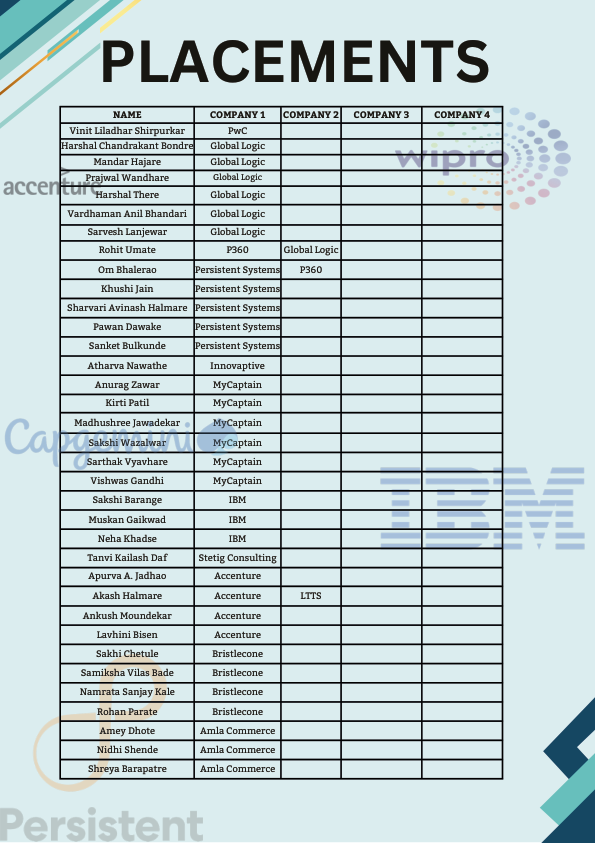 PLACEMENTS
NAME COMPANY 1 COMPANY 2 COMPANY 3 COMPANY 4
Vinit Liladhar Shirpurkar PwC
Harshal Chandrakant Bondre Global Logic
Mandar Hajare Global Logic
wipro
Prajwal Wandhare Global Logic
accenture
Harshal There Global Logic
Vardhaman Anil Bhandari Global Logic
Sarvesh Lanjewar Global Logic
Rohit Umate P360 Global Logic
Om Bhalerao Persistent Systems P360
Khushi Jain Persistent Systems
Sharvari Avinash Halmare Persistent Systems
Pawan Dawake Persistent Systems
Sanket Bulkunde Persistent Systems
Atharva Nawathe Innovaptive
Anurag Zawar MyCaptain
Kirti Patil MyCaptain
Madhushree Jawadekar MyCaptain
Capgemini
Sakshi Wazalwar MyCaptain
Sarthak Vyavhare MyCaptain
Vishwas Gandhi MyCaptain
Sakshi Barange IBM
IBM
Muskan Gaikwad IBM
Neha Khadse IBM
Tanvi Kailash Daf Stetig Consulting
Apurva A. Jadhao Accenture
Akash Halmare Accenture LTTS
Ankush Moundekar Accenture
Lavhini Bisen Accenture
Sakhi Chetule Bristlecone
Samiksha Vilas Bade Bristlecone
Namrata Sanjay Kale Bristlecone
Rohan Parate Bristlecone
Amey Dhote Amla Commerce
Nidhi Shende Amla Commerce
Shreya Barapatre Amla Commerce
Persistent